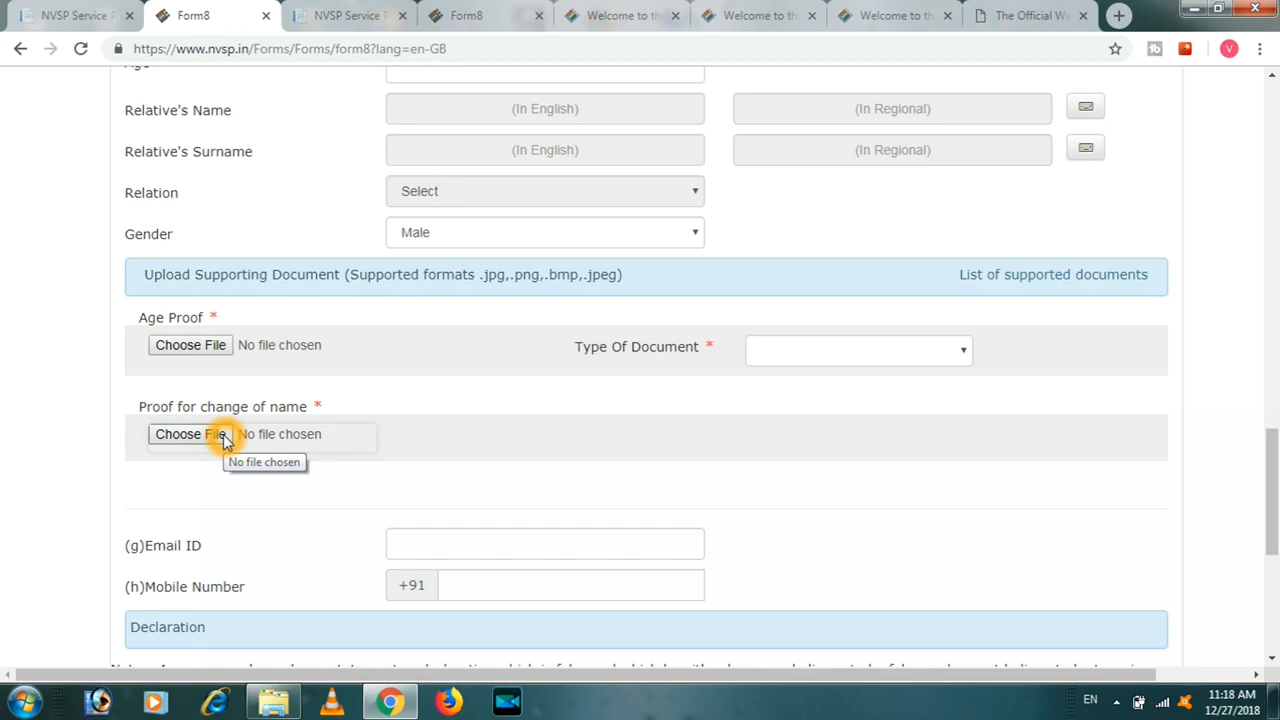 NVSP Service P
Form8
NVSP Service P
Form8
Welcome to th
Welcome to th
Welcome to th
The Official We
V
https://www.nvsp.in/Forms/Forms/form8?lang=en-GB
Relative's Name
(In English)
(In Regional)
Relative's Surname
(In English)
(In Regional)
Relation
Select
Gender
Male
Upload Supporting Document (Supported formats .jpg,.png,.bmp,.jpeg)
List of supported documents
Age Proof *
Choose File No file chosen
Type Of Document *
Proof for change of name *
Choose File No file chosen
No file chosen
(g)Email ID
(h)Mobile Number
+91
Declaration
EN
11:18 AM
12/27/2018